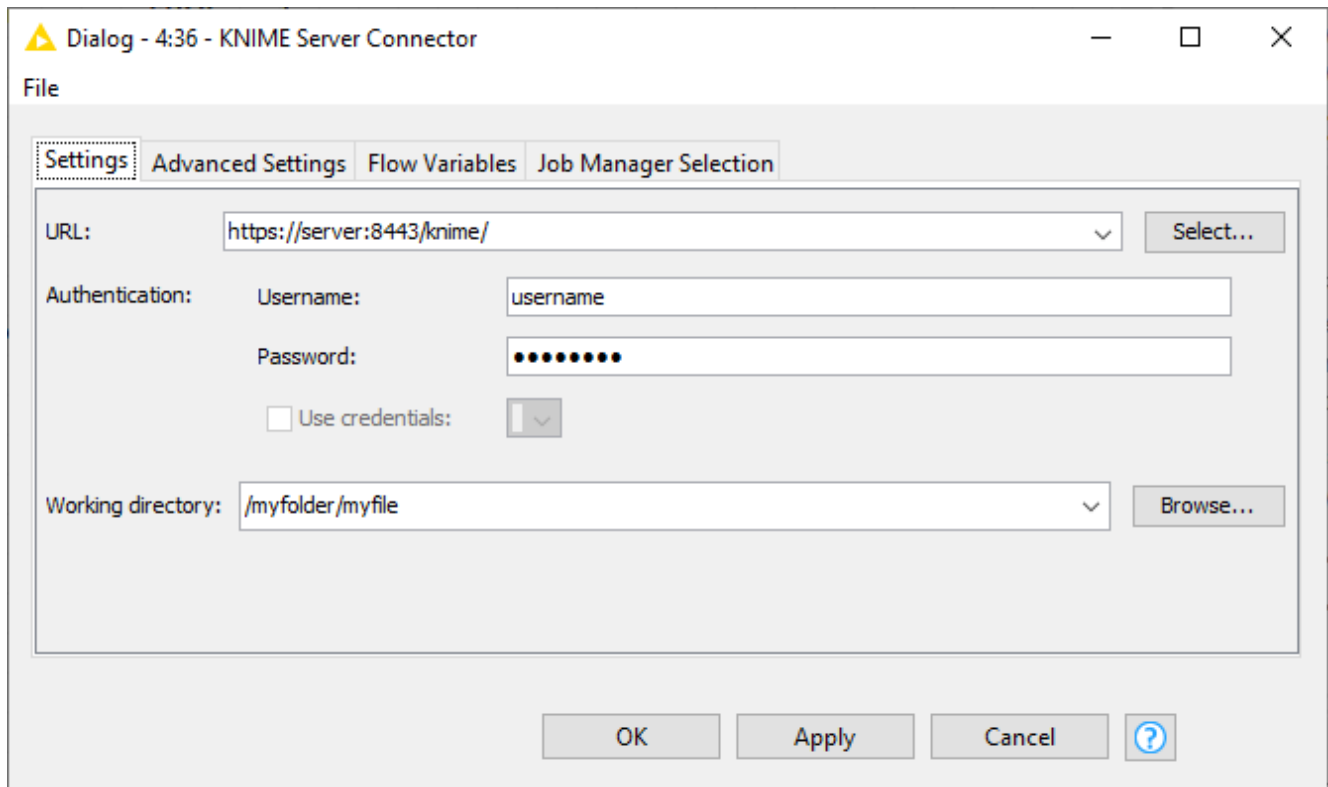 Dialog - 4:36 - KNIME Server Connector
File
Settings Advanced Settings Flow Variables Job Manager Selection
URL: https://server:8443/knime/ Select...
Authentication: Username: username
Password: ••••••••
Use credentials:
Working directory: /myfolder/myfile Browse...
OK Apply Cancel ?